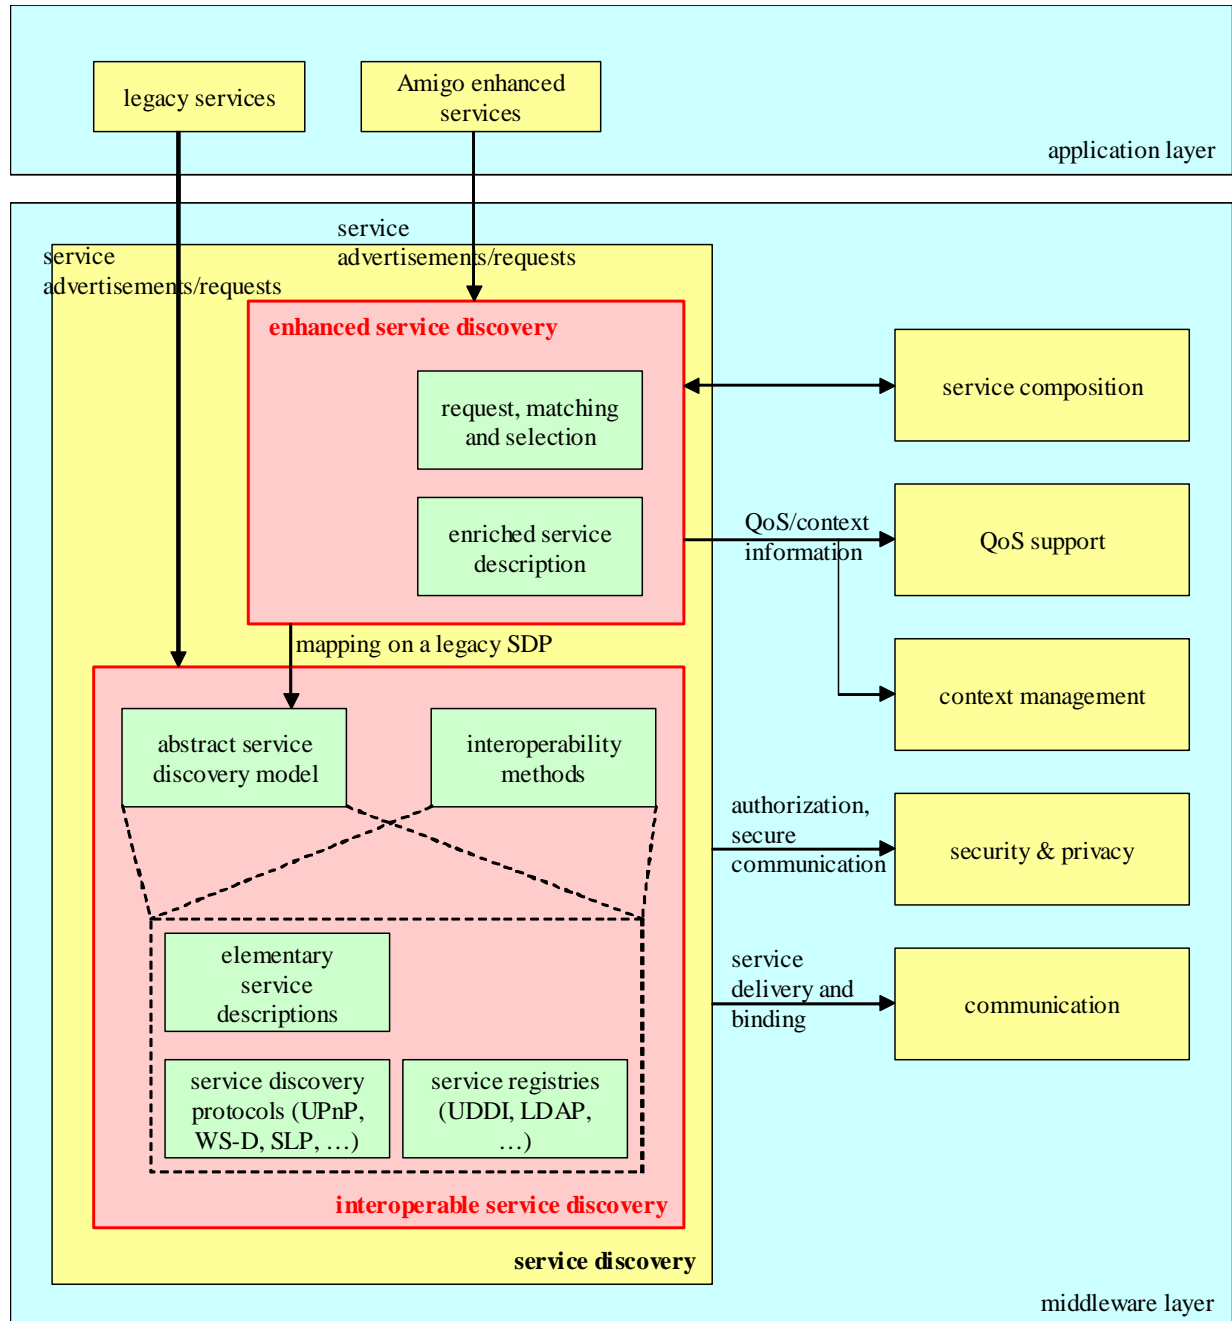 legacy services
Amigo enhanced
services
application layer
service
advertisements/requests
service
advertisements/requests
enhanced service discovery
request, matching
and selection
enriched service
description
service composition
QoS/context
information
QoS support
context management
mapping on a legacy SDP
abstract service
discovery model
interoperability
methods
authorization,
secure
communication
security & privacy
elementary
service
descriptions
service
delivery and
binding
communication
service discovery
protocols (UPnP,
WS-D, SLP, …)
service registries
(UDDI, LDAP,
…)
interoperable service discovery
service discovery
middleware layer